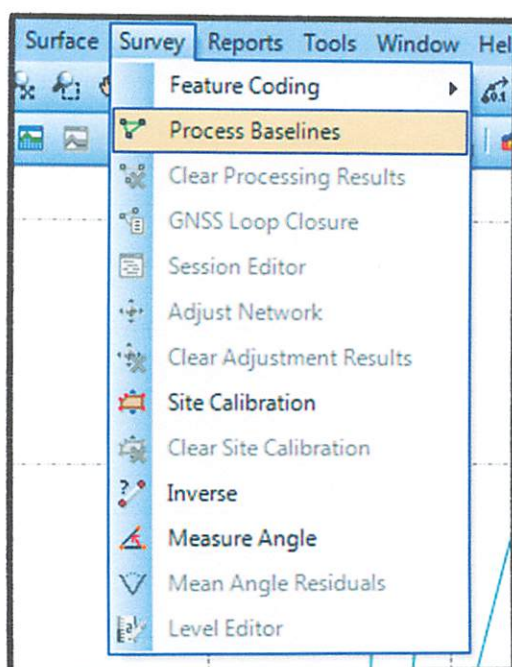 Surface Survey Reports Tools Window Hel
Feature Coding
Process Baselines
Clear Processing Results
GNSS Loop Closure
Session Editor
Adjust Network
Clear Adjustment Results
Site Calibration
Clear Site Calibration
Inverse
Measure Angle
Mean Angle Residuals
Level Editor